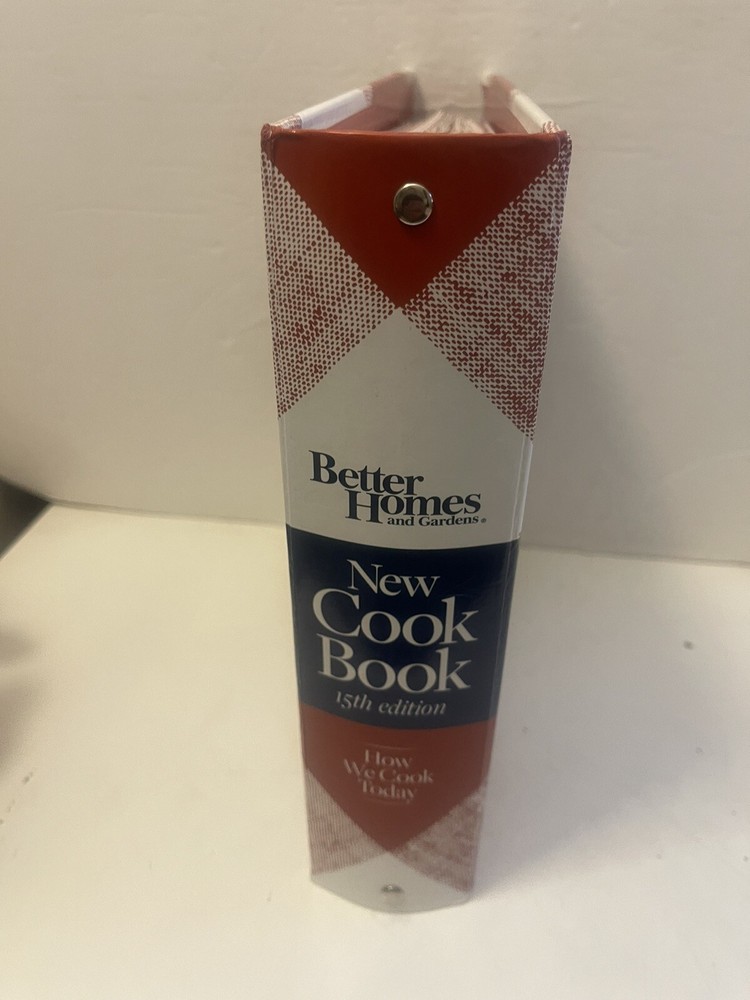 Better
Homes
and Gardens®
New
Cook
Book
15th edition
How
We Cook
Today